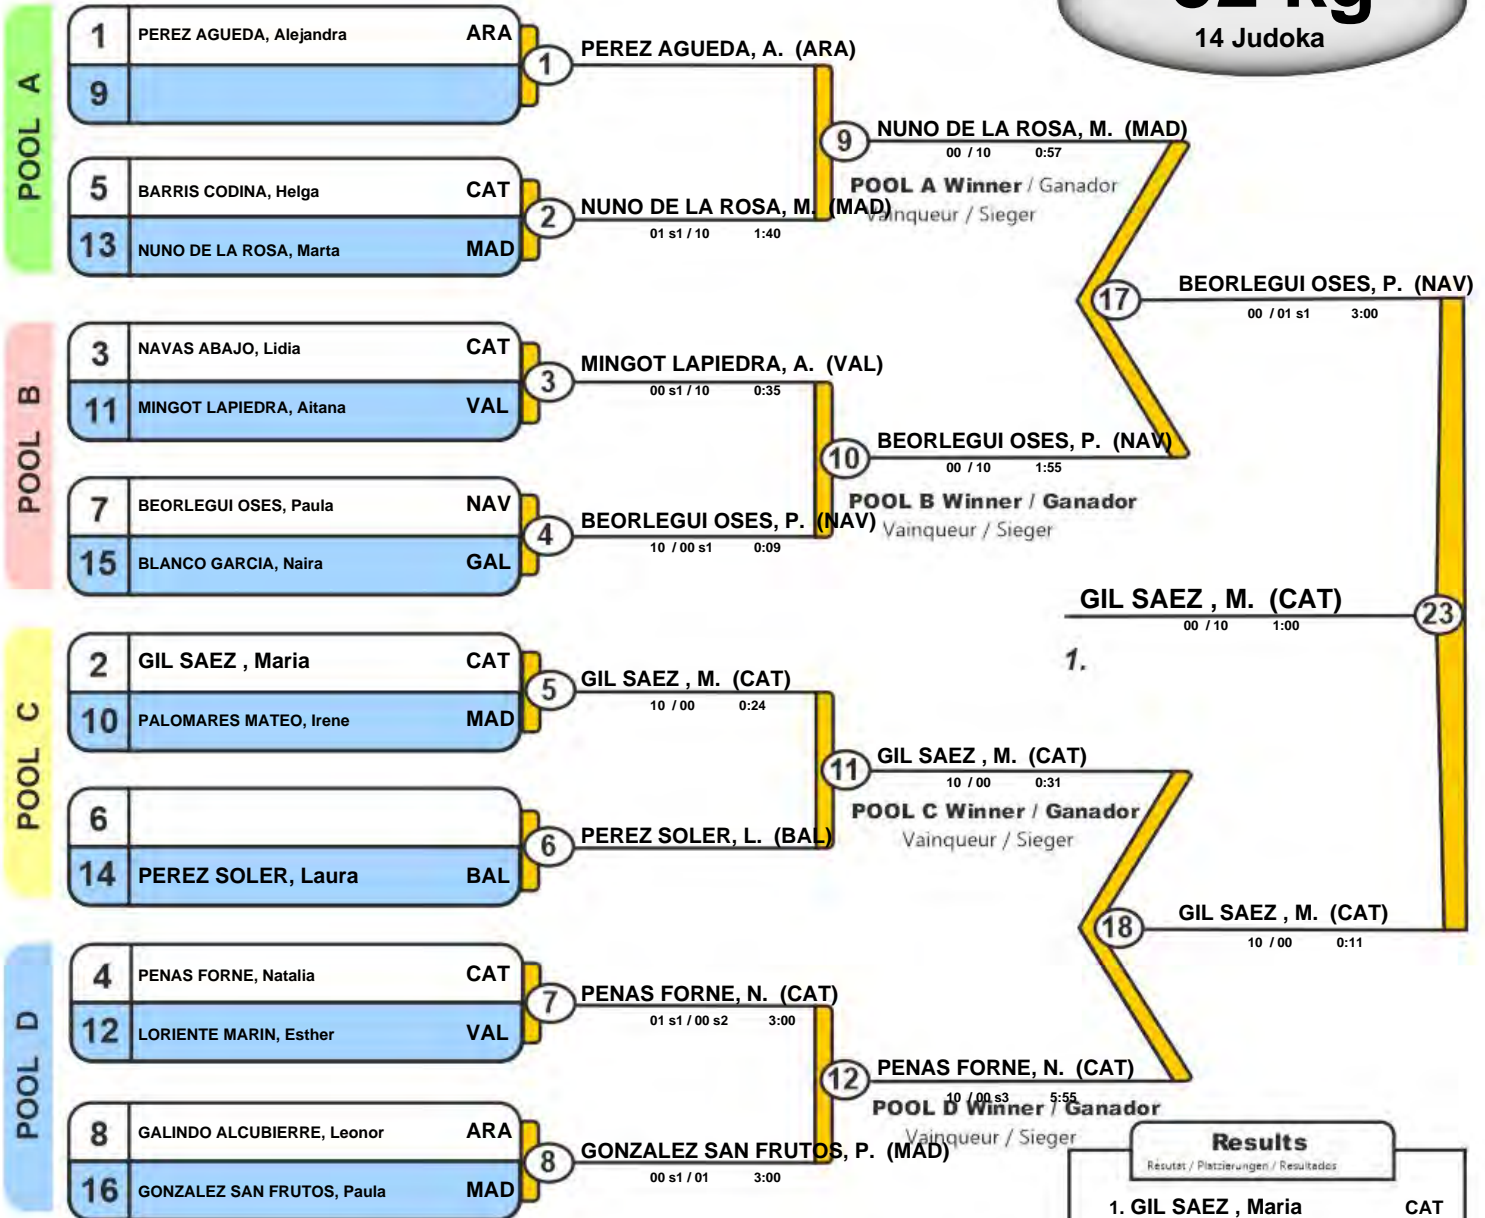 14 Judoka
POOL A
1 PEREZ AGUEDA, Alejandra ARA
9
1 PEREZ AGUEDA, A. (ARA)
5 BARRIS CODINA, Helga CAT
13 NUNO DE LA ROSA, Marta MAD
2 NUNO DE LA ROSA, M. (MAD)
01 s1 / 10 1:40
9 NUNO DE LA ROSA, M. (MAD)
00 / 10 0:57
POOL A Winner / Ganador
Vainqueur / Sieger
POOL B
3 NAVAS ABAJO, Lidia CAT
11 MINGOT LAPIEDRA, Aitana VAL
3 MINGOT LAPIEDRA, A. (VAL)
00 s1 / 10 0:35
7 BEORLEGUI OSES, Paula NAV
15 BLANCO GARCIA, Naira GAL
4 BEORLEGUI OSES, P. (NAV)
10 / 00 s1 0:09
10 BEORLEGUI OSES, P. (NAV)
00 / 10 1:55
POOL B Winner / Ganador
Vainqueur / Sieger
17 BEORLEGUI OSES, P. (NAV)
00 / 01 s1 3:00
GIL SAEZ , M. (CAT) 23
00 / 10 1:00
1.
POOL C
2 GIL SAEZ , Maria CAT
10 PALOMARES MATEO, Irene MAD
5 GIL SAEZ , M. (CAT)
10 / 00 0:24
6
14 PEREZ SOLER, Laura BAL
6 PEREZ SOLER, L. (BAL)
11 GIL SAEZ , M. (CAT)
10 / 00 0:31
POOL C Winner / Ganador
Vainqueur / Sieger
18 GIL SAEZ , M. (CAT)
10 / 00 0:11
POOL D
4 PENAS FORNE, Natalia CAT
12 LORIENTE MARIN, Esther VAL
7 PENAS FORNE, N. (CAT)
01 s1 / 00 s2 3:00
8 GALINDO ALCUBIERRE, Leonor ARA
16 GONZALEZ SAN FRUTOS, Paula MAD
8 GONZALEZ SAN FRUTOS, P. (MAD)
00 s1 / 01 3:00
12 PENAS FORNE, N. (CAT)
10 / 00 s3 5:55
POOL D Winner / Ganador
Vainqueur / Sieger
Results
Résutat / Platzierungen / Resultados
1. GIL SAEZ , Maria CAT